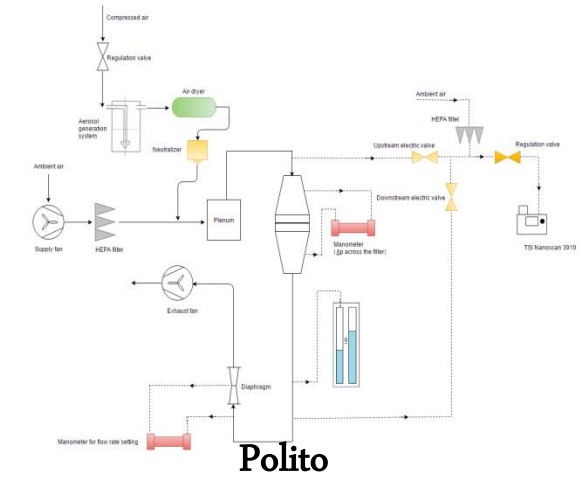 Compressed air
Regulation valve
Air dryer
Aerosol
generation
system
Neutralizer
Ambient air
HEPA filter
Upstream electric valve
Regulation valve
Ambient air
Downstream electric valve
Plenum
Supply fan
HEPA filter
Manometer
( Δp across the filter)
TSI Nanoscan 3910
Exhaust fan
Diaphragm
Manometer for flow rate setting
Polito